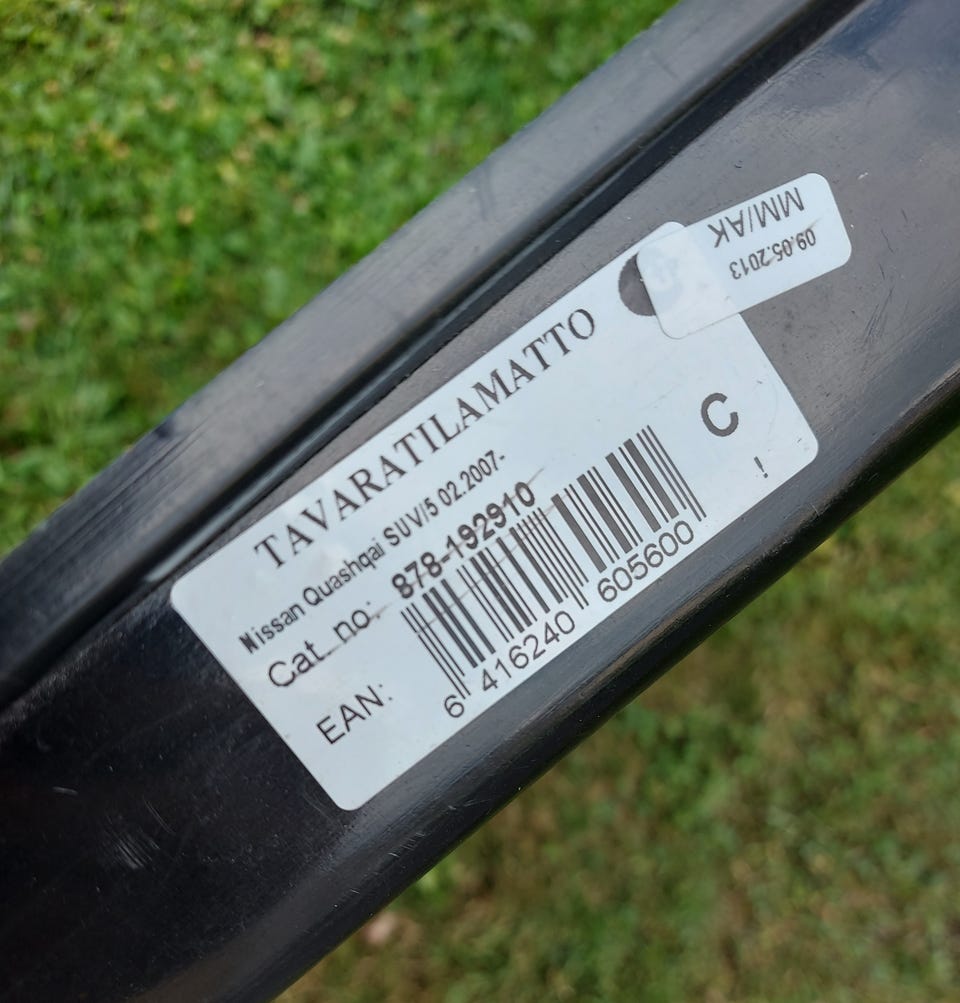 TAVARATILAMATTO
Nissan Quashqai SUV/5 02.2007-
Cat. no: 878-192910
EAN:
6 416240 605600
C
!
MM/AK
09.05.2013